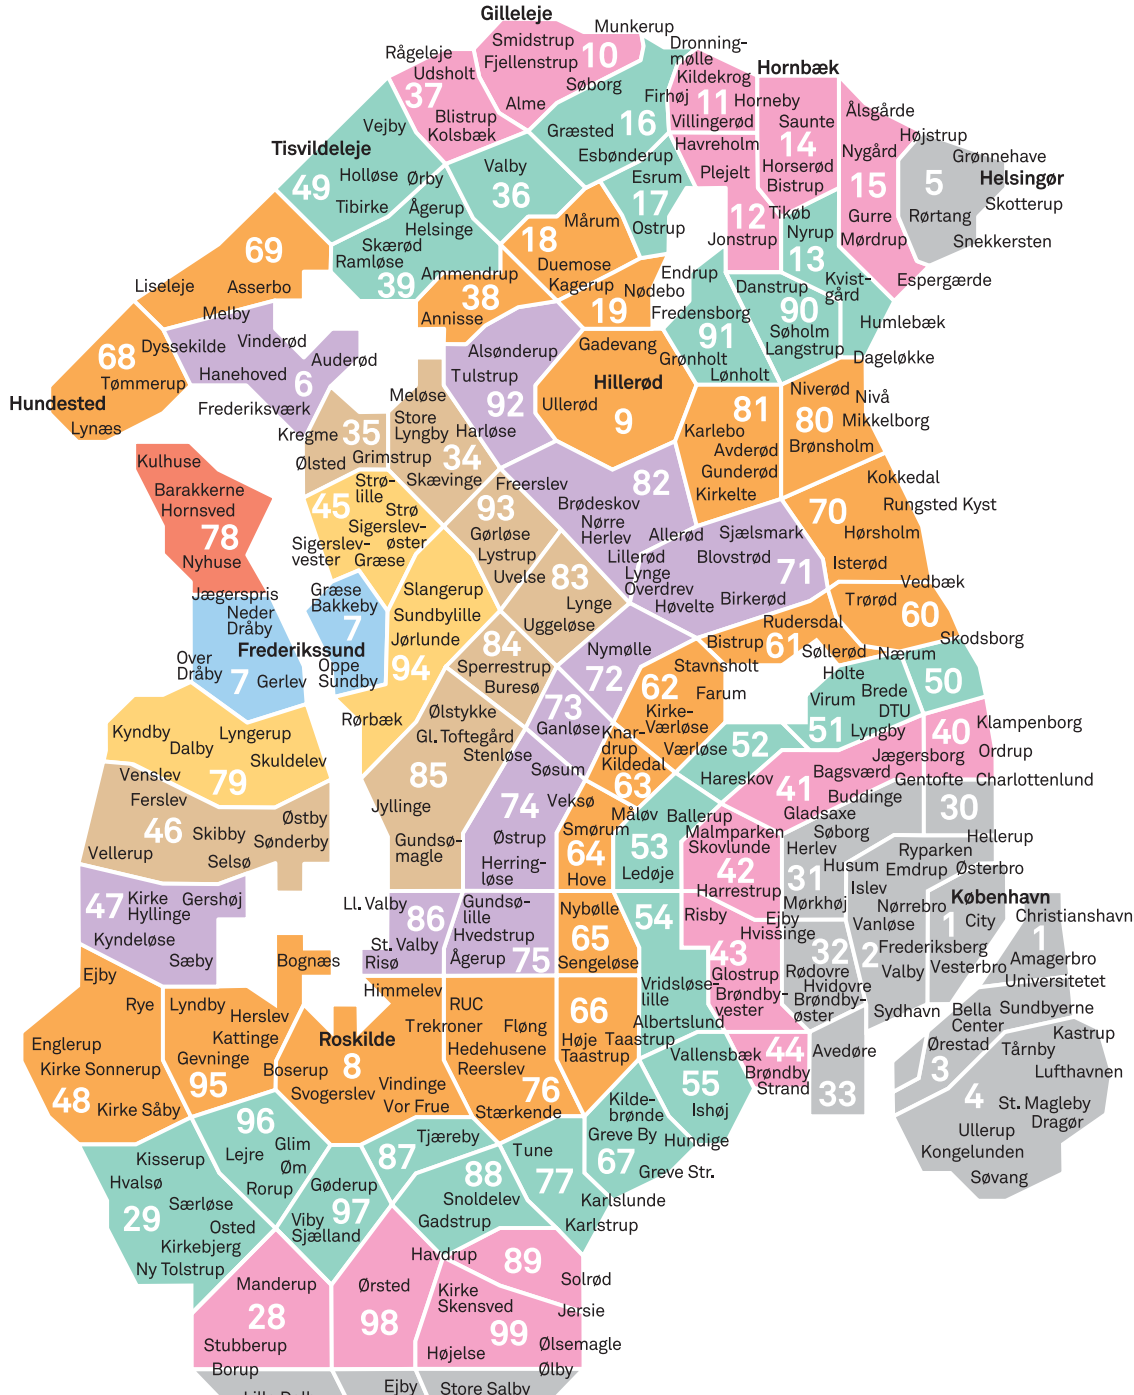 Gilleleje
Munkerup
Smidstrup
Dronning-
mølle
Rågeleje
Fjellenstrup
10
Hornbæk
Udsholt
Søborg
Kildekrog
37
Firhøj
11
Horneby
Alme
Ålsgårde
Blistrup
Kolsbæk
16
Villingerød
Saunte
Vejby
Græsted
Højstrup
14
Havreholm
Tisvildeleje
Esbønderup
Nygård
Grønnehave
Valby
Horserød
Holløse
Ørby
Plejelt
Esrum
Bistrup
15
5
Helsingør
49
36
17
Skotterup
Tibirke
Ågerup
Mårum
12
Tikøb
Gurre
Rørtang
Helsinge
Ostrup
Nyrup
18
Jonstrup
Mørdrup
Snekkersten
Skærød
69
Ramløse
13
Duemose
Ammendrup
Endrup
Kvist-
gård
Espergærde
39
Kagerup
Danstrup
Liseleje
Asserbo
38
Nødebo
90
19
Fredensborg
Melby
Annisse
Humlebæk
Søholm
91
Vinderød
Dyssekilde
Gadevang
Langstrup
68
Auderød
Alsønderup
Grønholt
Dageløkke
Hanehoved
Tulstrup
Lønholt
Tømmerup
6
Hillerød
Niverød
Meløse
Nivå
Hundested
Frederiksværk
92
Ullerød
81
Store
Lyngby
9
80
Mikkelborg
Lynæs
Kregme
35
Harløse
Karlebo
Brønsholm
Grimstrup
34
Avderød
Kulhuse
Ølsted
Gunderød
Skævinge
Freerslev
82
Kokkedal
Strø-
lille
Kirkelte
Barakkerne
Brødeskov
Rungsted Kyst
Hornsved
45
Strø
93
70
Nørre
Herlev
Sigerslev-
øster
Gørløse
Allerød
Sjælsmark
Hørsholm
78
Sigerslev-
vester
Lystrup
Lillerød
Blovstrød
Isterød
Nyhuse
Græse
Uvelse
83
Lynge
Overdrev
71
Vedbæk
Jægerspris
Græse
Bakkeby
Slangerup
Birkerød
Trørød
Neder
Dråby
Sundbylille
Lynge
Høvelte
60
7
Uggeløse
Rudersdal
Jørlunde
Bistrup
Skodsborg
Frederikssund
84
Nymølle
61
Søllerød
Nærum
Over
Dråby
Oppe
Sundby
94
Sperrestrup
Stavnsholt
Holte
7
Gerlev
Buresø
72
62
Farum
Virum
Brede
50
Rørbæk
Ølstykke
73
Kirke-
Værløse
DTU
Kyndby
Lyngerup
Gl. Toftegård
Ganløse
Knar-
drup
51
Lyngby
Klampenborg
Dalby
Stenløse
Værløse
52
40
Skuldelev
Kildedal
Jægersborg
Ordrup
Venslev
79
85
Søsum
Hareskov
Bagsværd
63
Gentofte
Charlottenlund
Ferslev
Jyllinge
Veksø
41
Buddinge
Østby
74
Måløv
Ballerup
Gladsaxe
30
46
Skibby
Smørum
Malmparken
Søborg
Hellerup
Sønderby
Gundsø-
magle
Østrup
Skovlunde
Herlev
Ryparken
Vellerup
Selsø
64
53
42
Husum
Emdrup
Østerbro
Herring-
løse
Hove
Ledøje
31
Harrestrup
Islev
København
47
Kirke
Hyllinge
Gershøj
Ll. Valby
Gundsø-
lille
Nybølle
54
Risby
Mørkhøj
Nørrebro
Christianshavn
86
Ejby
Vanløse
1
City
Kyndeløse
Hvedstrup
65
Hvissinge
1
St. Valby
43
32
2
Frederiksberg
Amagerbro
Sæby
Bognæs
Risø
Ågerup
75
Sengeløse
Glostrup
Rødovre
Valby
Vesterbro
Universitetet
Ejby
Vridsløse-
lille
Hvidovre
Himmelev
Brøndby-
vester
Brøndby-
øster
Rye
Lyndby
RUC
66
Sydhavn
Bella
Center
Sundbyerne
Herslev
Trekroner
Fløng
Albertslund
Kastrup
Kattinge
Roskilde
Høje
Taastrup
Taastrup
Ørestad
Englerup
Hedehusene
44
Avedøre
Tårnby
Gevninge
8
Vallensbæk
Kirke Sonnerup
Boserup
Reerslev
Brøndby
Strand
3
Lufthavnen
95
Vindinge
76
55
33
4
48
Svogerslev
Kilde-
brønde
St. Magleby
Kirke Såby
Vor Frue
Stærkende
Ishøj
Dragør
96
Ullerup
Tjæreby
Greve By
Hundige
Glim
Tune
Kongelunden
Kisserup
Lejre
87
67
Øm
88
Greve Str.
Søvang
Hvalsø
Rorup
Gøderup
77
Særløse
Snoldelev
Karlslunde
29
97
Osted
Viby
Sjælland
Gadstrup
Karlstrup
Kirkebjerg
Havdrup
Ny Tolstrup
89
Manderup
Ørsted
Solrød
Kirke
Skensved
28
98
Jersie
99
Stubberup
Højelse
Ølsemagle
Borup
Ølby
Ejby
Store Salby